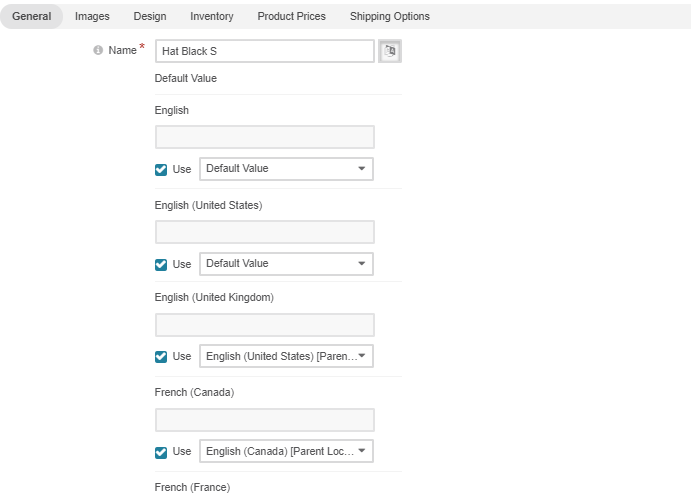 General Images Design Inventory Product Prices Shipping Options
Name * Hat Black S
Default Value
English
Use Default Value
English (United States)
Use Default Value
English (United Kingdom)
Use English (United States) [Paren...
French (Canada)
Use English (Canada) [Parent Loc...
French (France)